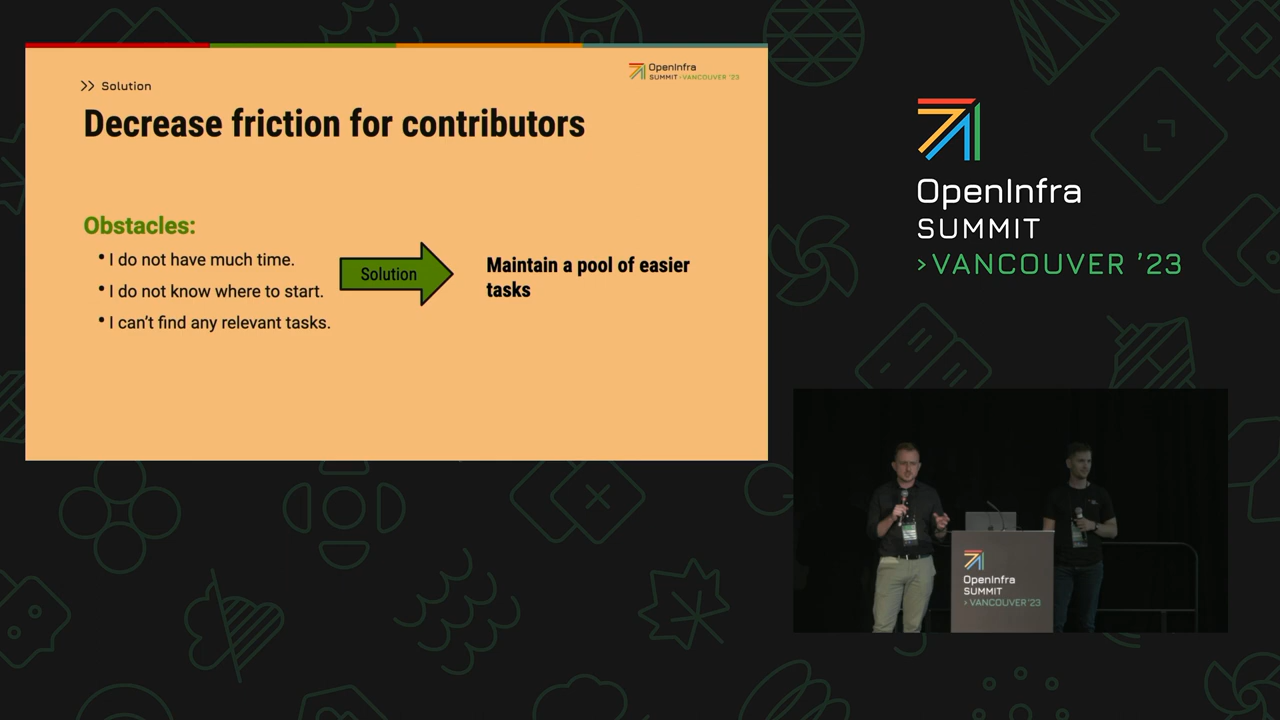 >> Solution
OpenInfra
SUMMIT >VANCOUVER '23
Decrease friction for contributors
Obstacles:
• I do not have much time.
• I do not know where to start.
• I can't find any relevant tasks.
Solution
Maintain a pool of easier
tasks
OpenInfra
SUMMIT
>VANCOUVER '23
OpenInfra
SUMMIT
>VANCOUVER '23